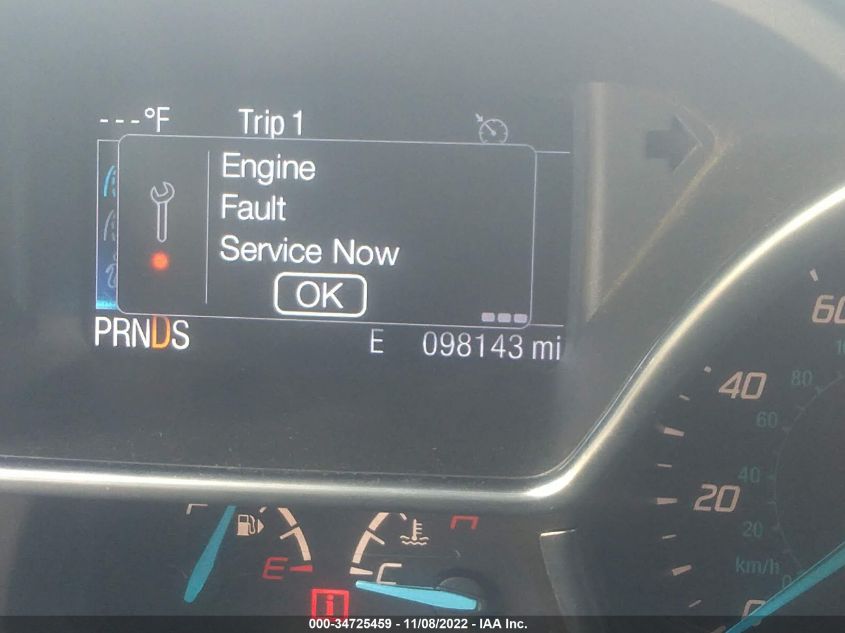 ---°F Trip 1
Engine
Fault
Service Now
OK
PRNDS E 098143 mi
60
40
80
60
20
40
20
km/h
0
E
C
i
000-34725459 - 11/08/2022 - IAA Inc.